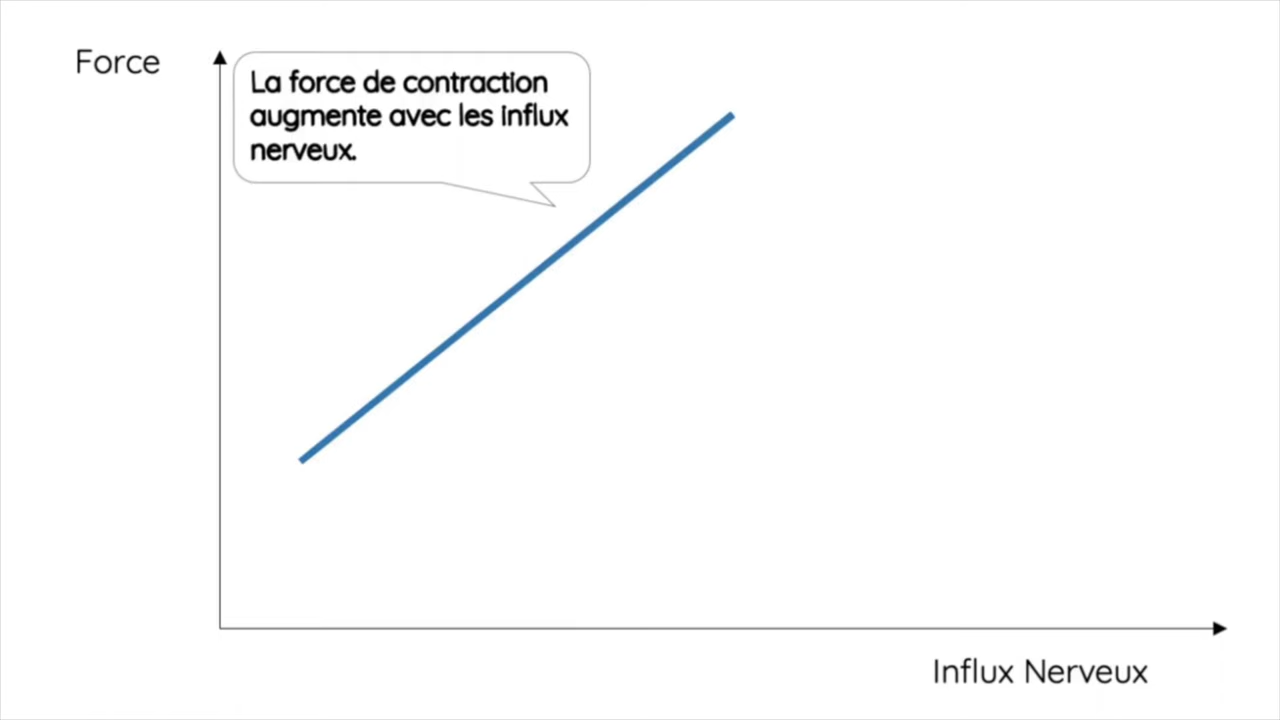 Force
La force de contraction
augmente avec les influx
nerveux.
Influx Nerveux